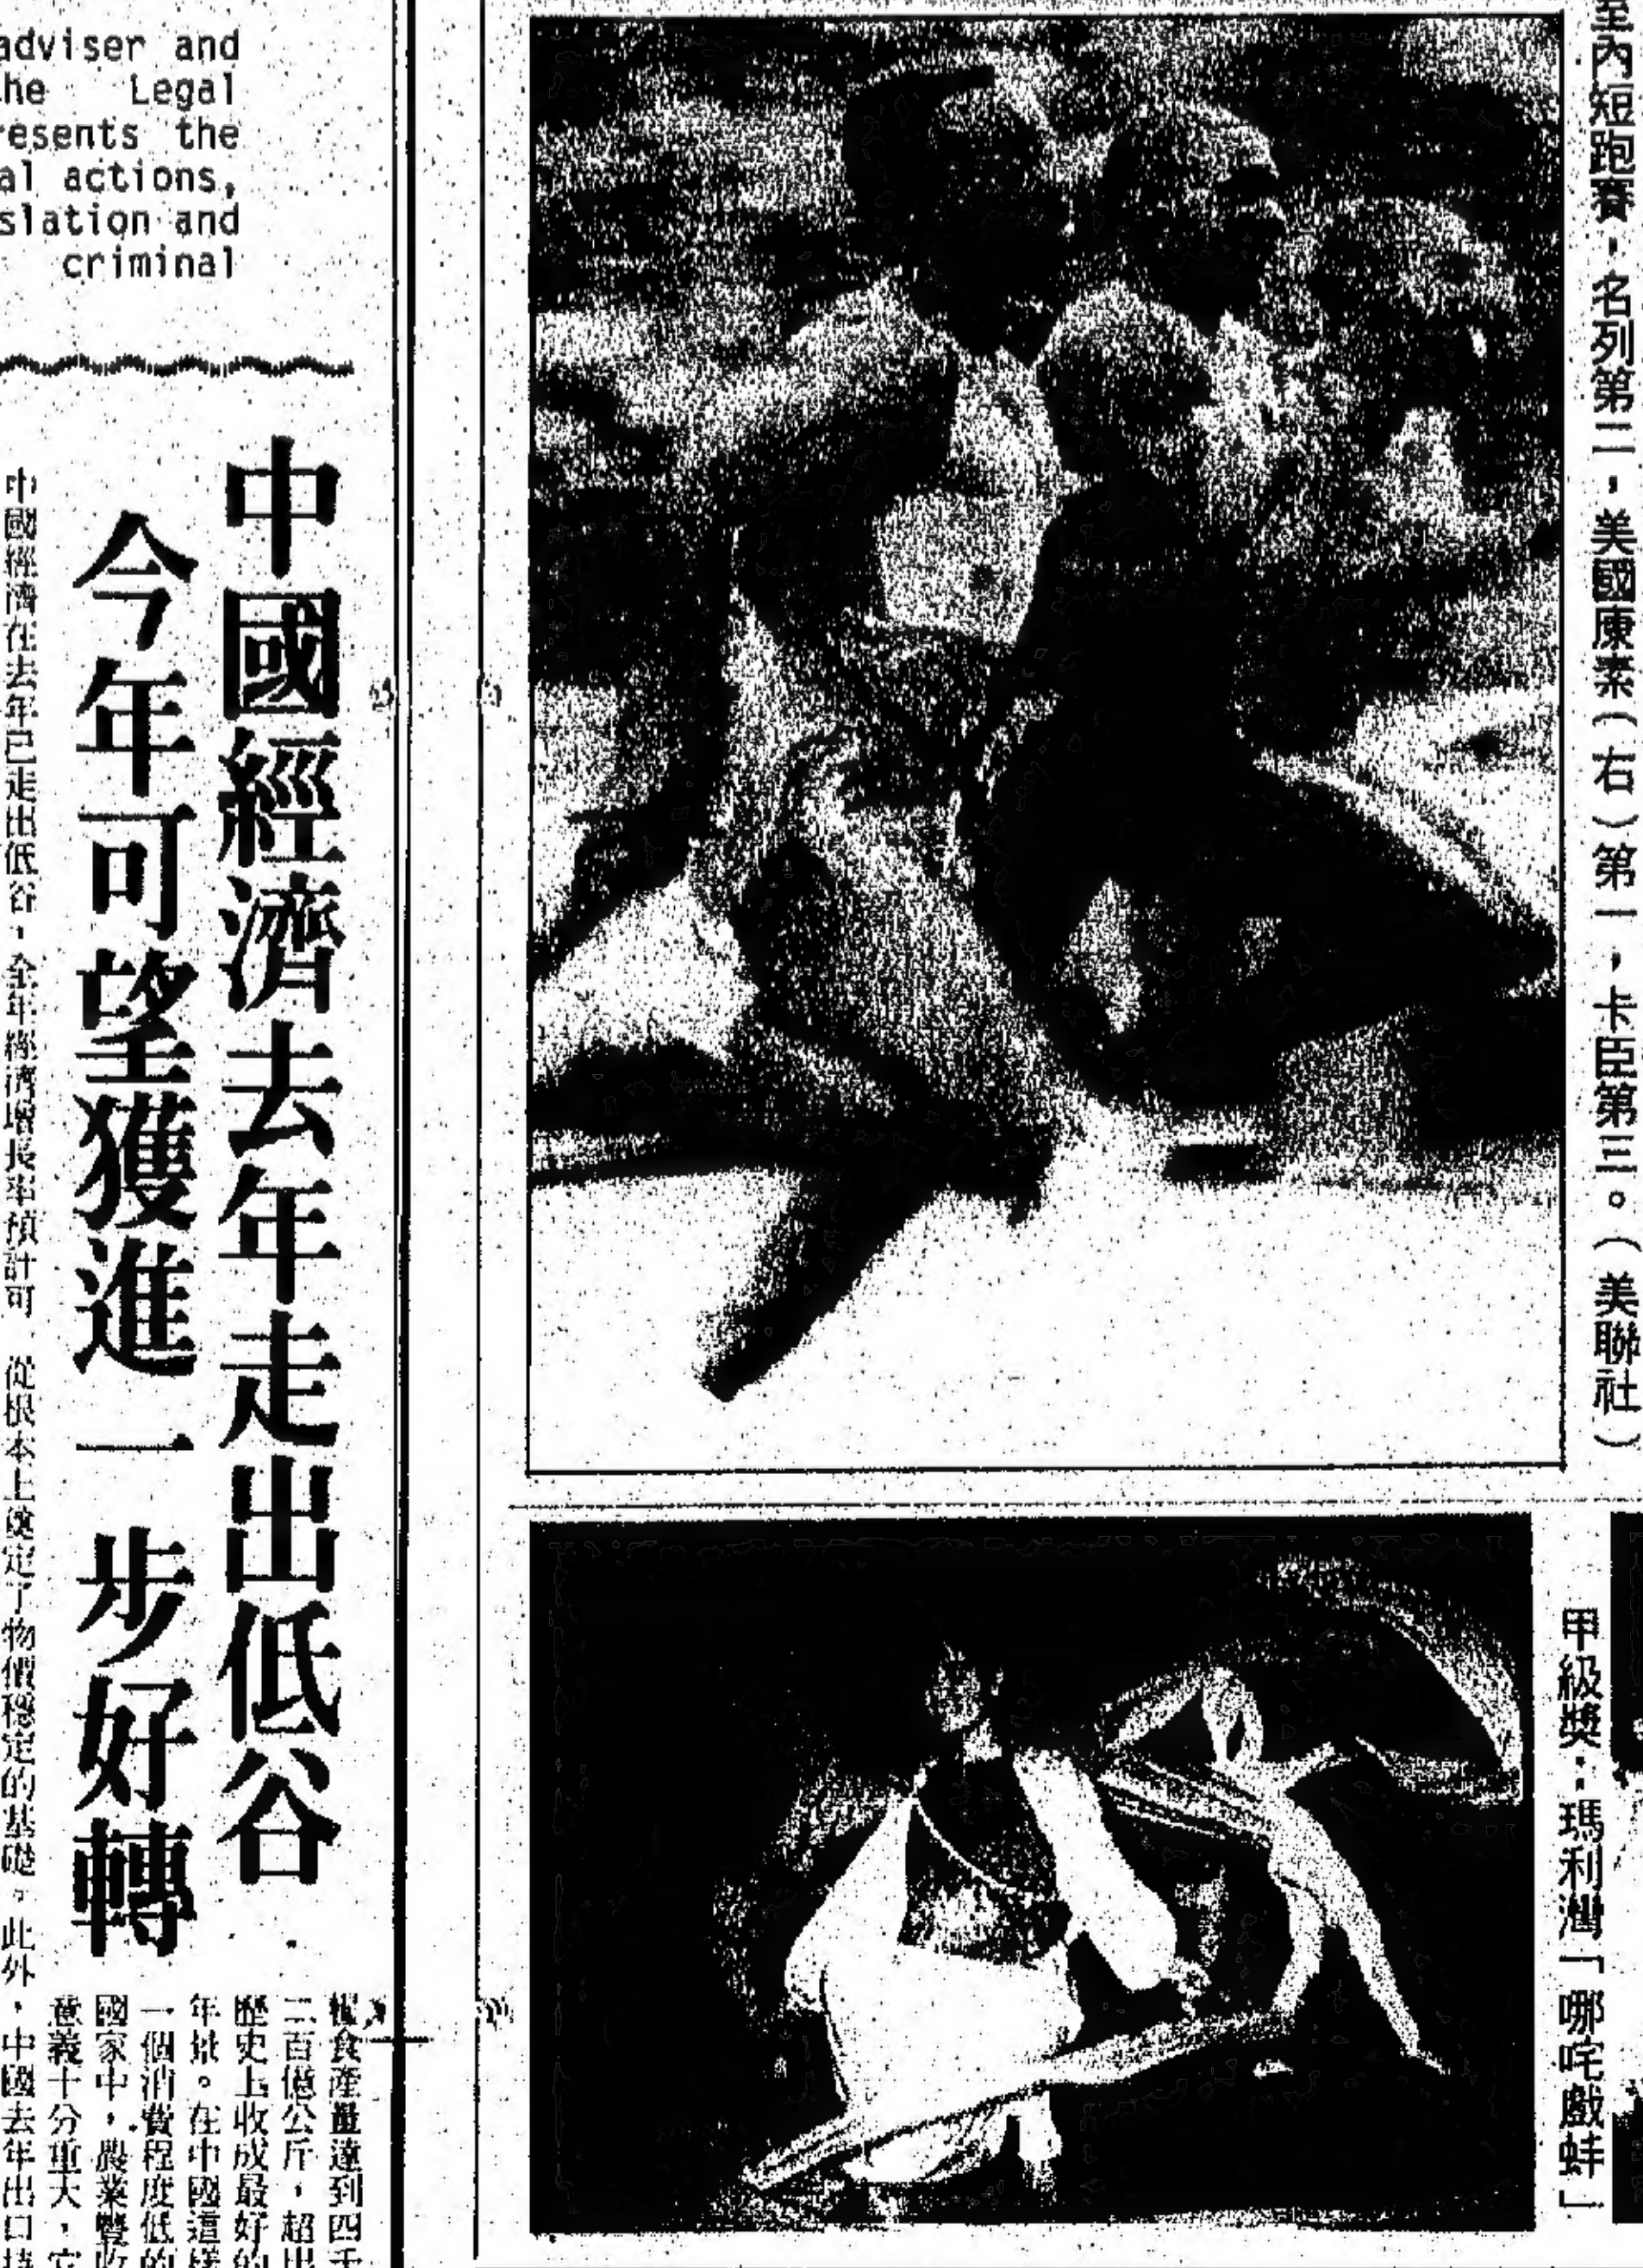 adviser and
he Legal
resents the
al actions,
slation and
criminal
室內短跑賽，名列第二，美國康素（右）第一，卡臣第三。（美聯社）
中國經濟去年走出低谷
今年可望獲進一步好轉
糧食產量達到四千
二百億公斤，超出
歷史上收成最好的
年景。在中國這樣
一個消費程度低的
國家中，農業豐收
意義十分重大，它
從根本上奠定了物價穩定的基礎。此外，中國去年出口持
中國經濟在去年已走出低谷，全年經濟增長率預計可
甲級獎：瑪利灣「哪咤戲蚌」